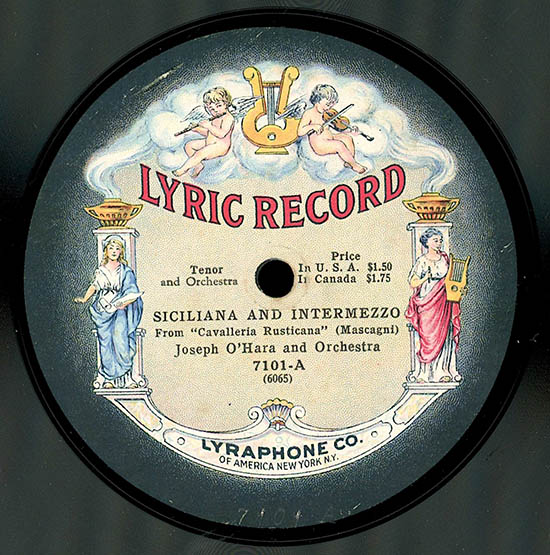 LYRIC RECORD
Tenor
and Orchestra
Price
In U. S. A. $1.50
In Canada $1.75
SICILIANA AND INTERMEZZO
From "Cavalleria Rusticana" (Mascagni)
Joseph O'Hara and Orchestra
7101-A
(6065)
LYRAPHONE CO.
OF AMERICA NEW YORK N.Y.